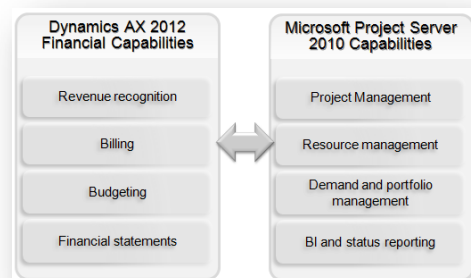 Dynamics AX 2012
Financial Capabilities
Revenue recognition
Billing
Budgeting
Financial statements
Microsoft Project Server
2010 Capabilities
Project Management
Resource management
Demand and portfolio
management
BI and status reporting